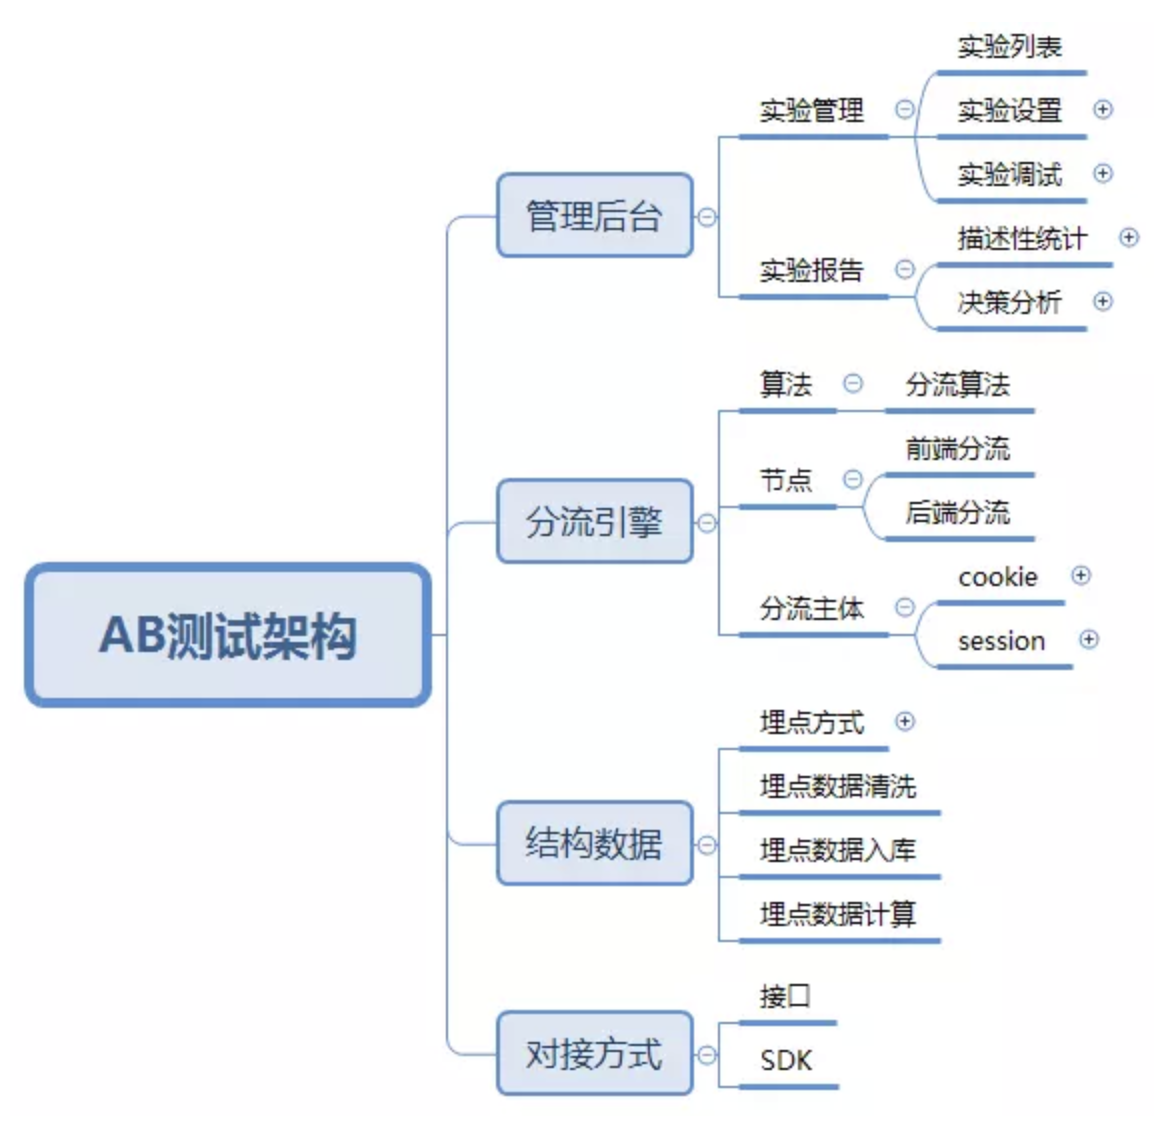 AB测试架构
管理后台
实验管理
实验列表
实验设置
实验调试
实验报告
描述性统计
决策分析
分流引擎
算法
分流算法
节点
前端分流
后端分流
分流主体
cookie
session
结构数据
埋点方式
埋点数据清洗
埋点数据入库
埋点数据计算
对接方式
接口
SDK